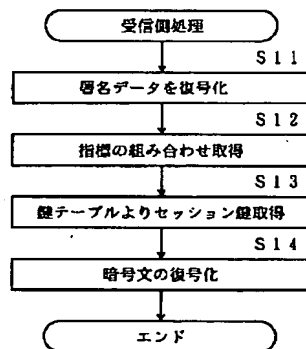 受信側処理
S11
署名データを復号化
S12
指標の組み合わせ取得
S13
鍵テーブルよりセッション鍵取得
S14
暗号文の復号化
エンド